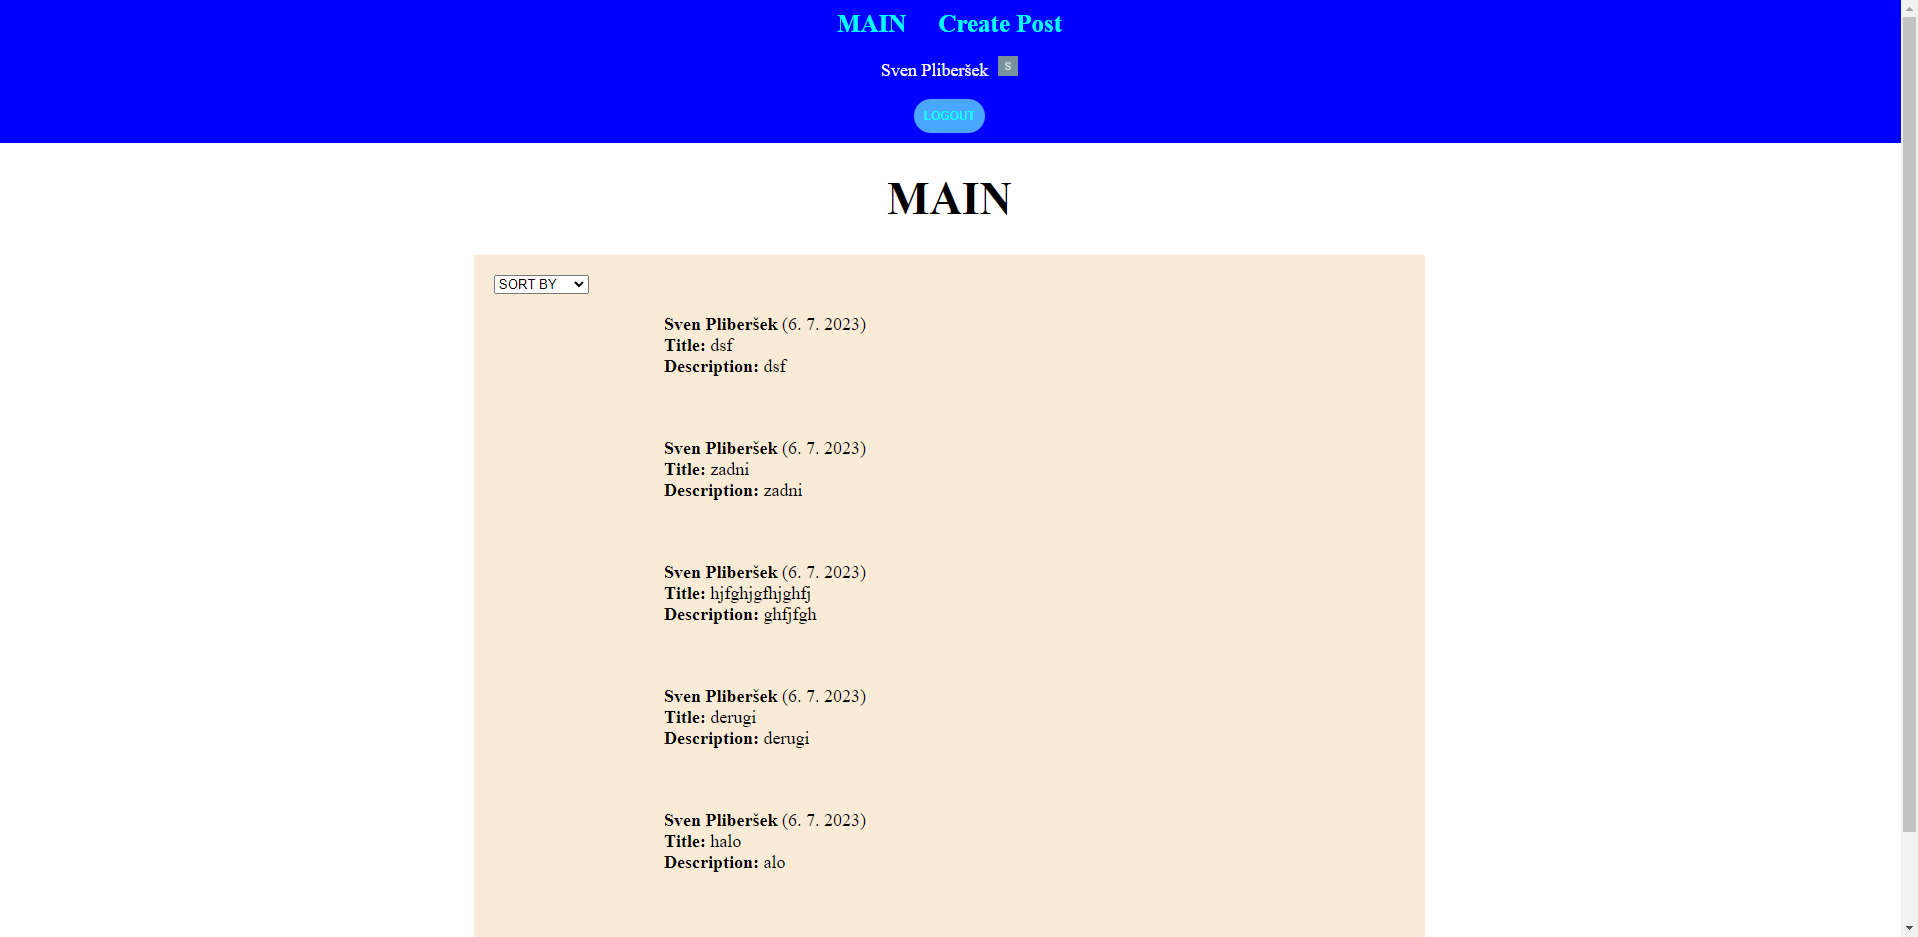 MAIN Create Post
Sven Pliberšek S
LOGOUT
MAIN
SORT BY
Sven Pliberšek (6. 7. 2023)
Title: dsf
Description: dsf
Sven Pliberšek (6. 7. 2023)
Title: zadni
Description: zadni
Sven Pliberšek (6. 7. 2023)
Title: hjfghjgfhjghfj
Description: ghfjfgh
Sven Pliberšek (6. 7. 2023)
Title: derugi
Description: derugi
Sven Pliberšek (6. 7. 2023)
Title: halo
Description: alo